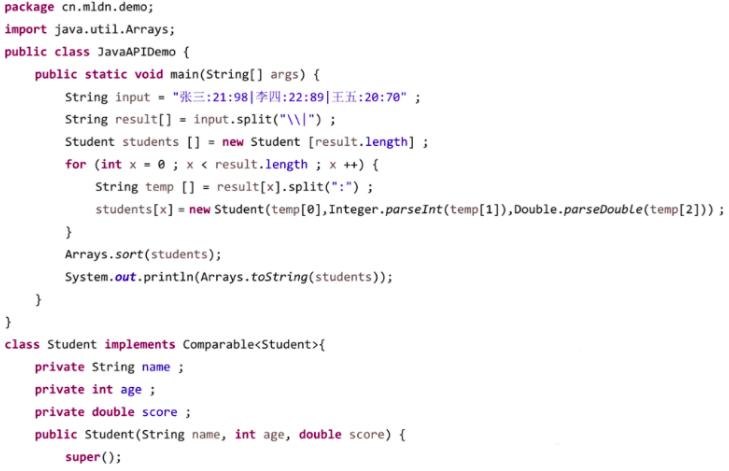 package cn.mldn.demo;
import java.util.Arrays;
public class JavaAPIDemo {
    public static void main(String[] args) {
        String input = "张三:21:98|李四:22:89|王五:20:70" ;
        String result[] = input.split("\\|") ;
        Student students [] = new Student [result.length] ;
        for (int x = 0 ; x < result.length ; x ++) {
            String temp [] = result[x].split(":") ;
            students[x] = new Student(temp[0],Integer.parseInt(temp[1]),Double.parseDouble(temp[2])) ;
        }
        Arrays.sort(students);
        System.out.println(Arrays.toString(students));
    }
}
class Student implements Comparable<Student>{
    private String name ;
    private int age ;
    private double score ;
    public Student(String name, int age, double score) {
        super();